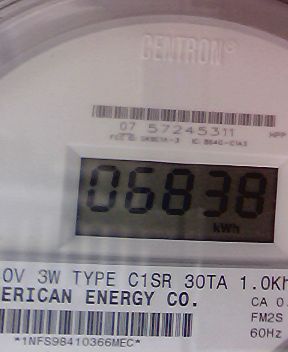 CENTRON®
07 57245311
06838
kWh
0V 3W TYPE C1SR 30TA 1.0Kh
ERICAN ENERGY CO.
CA 0.
FM2S
60Hz
*1NFS98410366MEC*